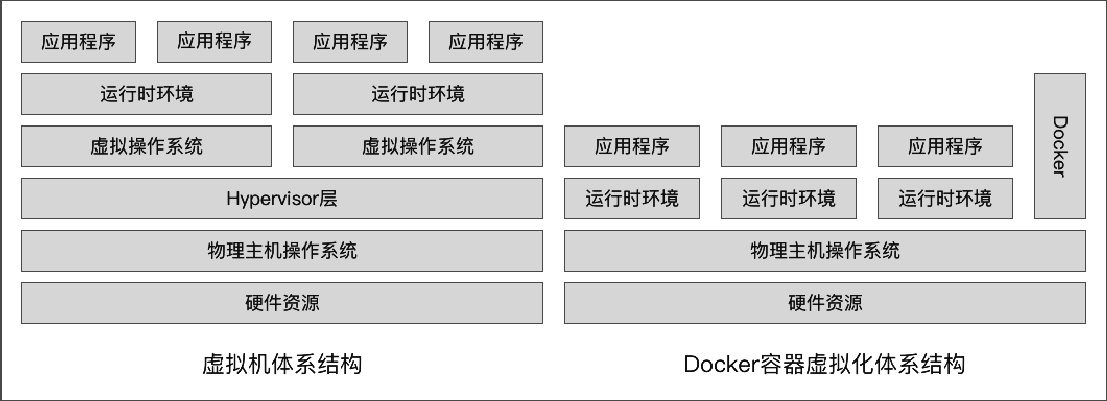 应用程序
应用程序
应用程序
应用程序
运行时环境
运行时环境
虚拟操作系统
虚拟操作系统
Hypervisor层
物理主机操作系统
硬件资源
虚拟机体系结构
应用程序
应用程序
应用程序
运行时环境
运行时环境
运行时环境
Docker
物理主机操作系统
硬件资源
Docker容器虚拟化体系结构